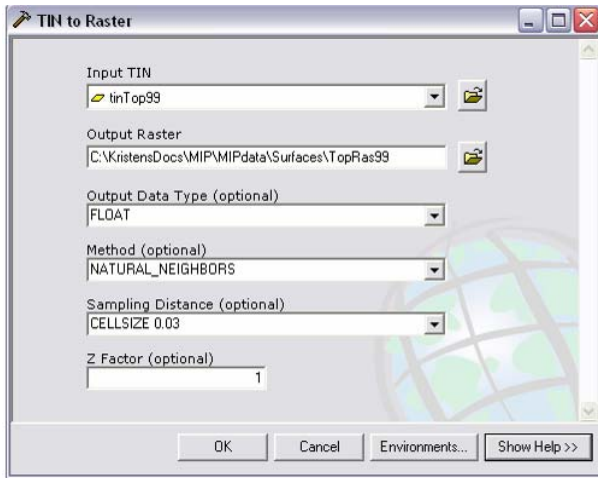 TIN to Raster
Input TIN
tinTop99
Output Raster
C:\KristensDocs\MIP\MIPdata\Surfaces\TopRas99
Output Data Type (optional)
FLOAT
Method (optional)
NATURAL_NEIGHBORS
Sampling Distance (optional)
CELLSIZE 0.03
Z Factor (optional)
1
OK Cancel Environments... Show Help >>